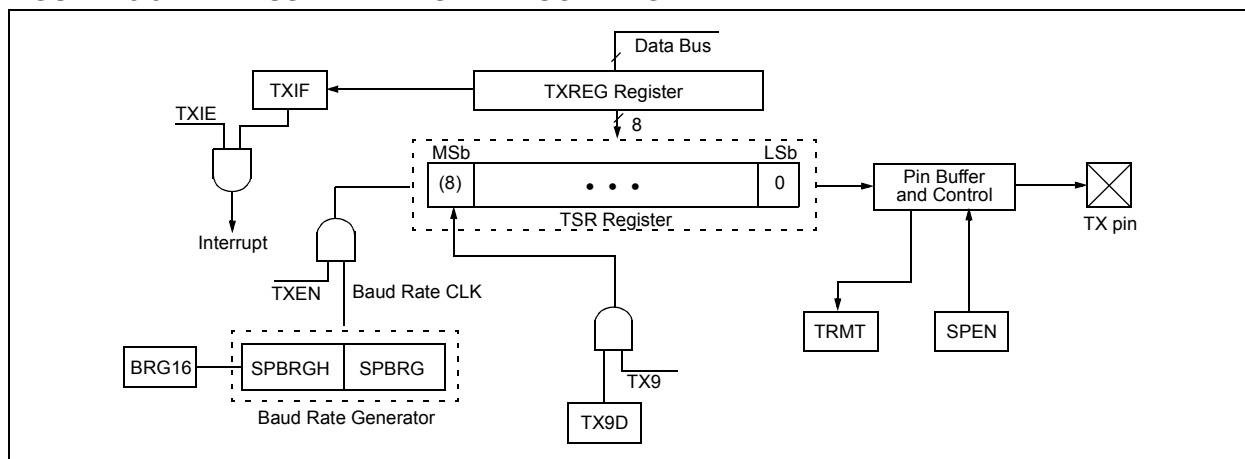 Data Bus
TXIF
TXREG Register
TXIE
8
MSb
LSb
(8)
• • •
0
TSR Register
Pin Buffer
and Control
TX pin
Interrupt
TXEN
Baud Rate CLK
TRMT
SPEN
BRG16
SPBRGH
SPBRG
TX9
Baud Rate Generator
TX9D